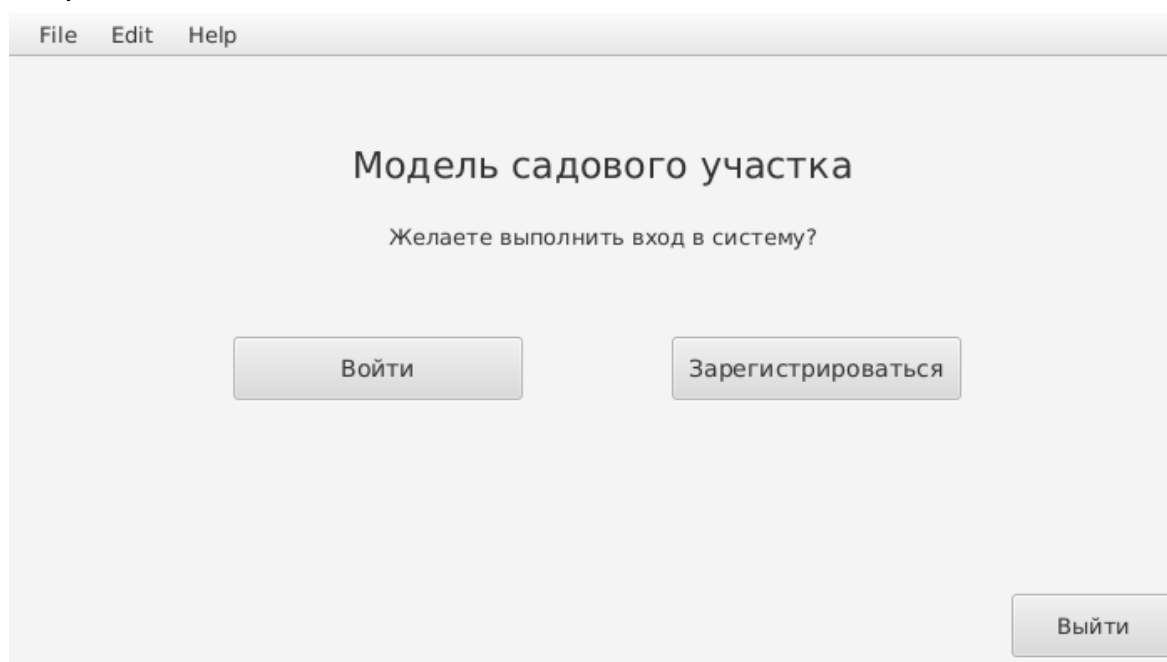 File Edit Help
Модель садового участка
Желаете выполнить вход в систему?
Войти Зарегистрироваться
Выйти